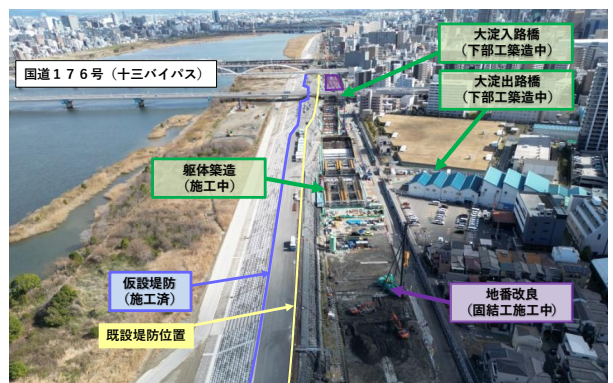 大淀入路橋
(下部工築造中)
国道176号（十三バイパス）
大淀出路橋
(下部工築造中)
躯体築造
(施工中)
仮設堤防
(施工済)
既設堤防位置
地番改良
(固結工施工中)